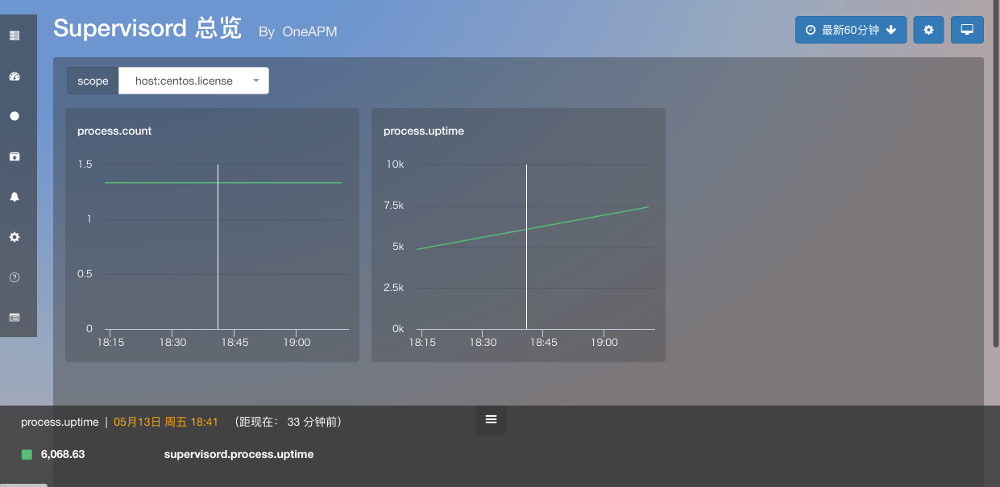 Supervisord 总览 By OneAPM
最新60分钟
scope host:centos.license
process.count
1.5
1
0.5
0
18:15 18:30 18:45 19:00
process.uptime
10k
7.5k
5k
2.5k
0k
18:15 18:30 18:45 19:00
process.uptime | 05月13日 周五 18:41 （距现在： 33 分钟前）
6,068.63 supervisord.process.uptime